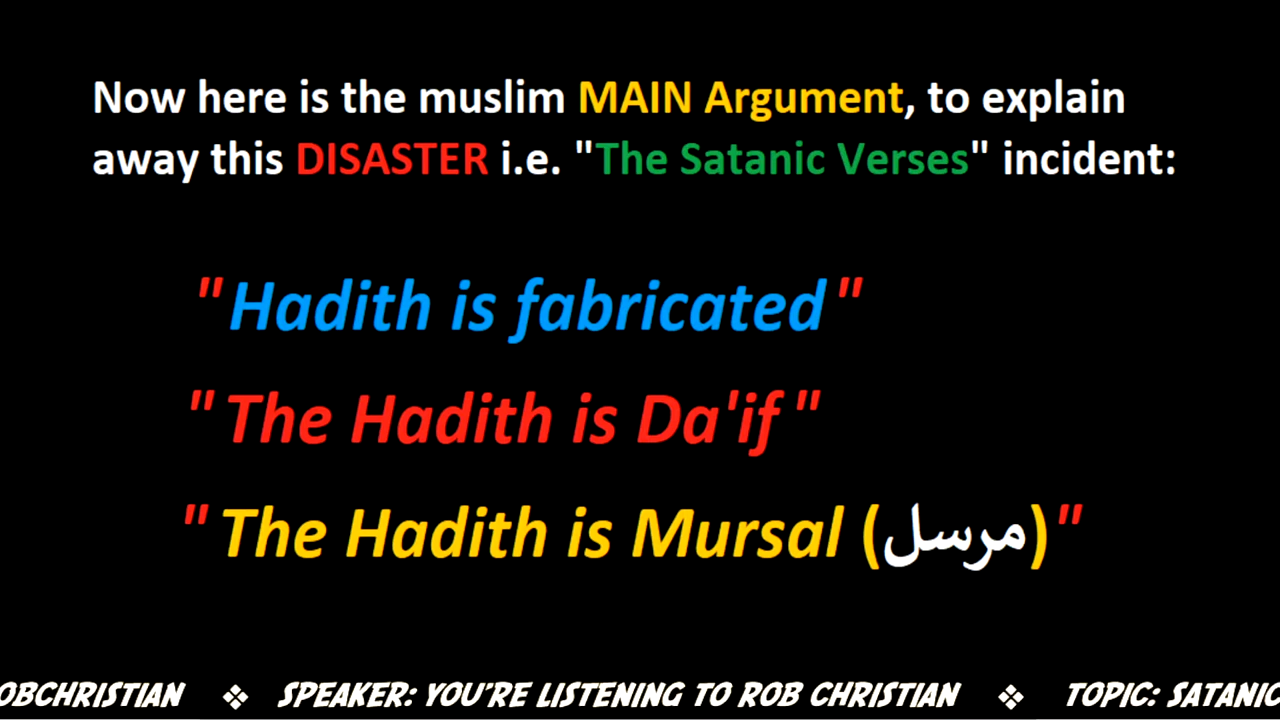 Now here is the muslim MAIN Argument, to explain
away this DISASTER i.e. "The Satanic Verses" incident:
"Hadith is fabricated"
"The Hadith is Da'if"
"The Hadith is Mursal (مرسل)"
OBCHRISTIAN ❖ SPEAKER: YOU'RE LISTENING TO ROB CHRISTIAN ❖ TOPIC: SATANIC